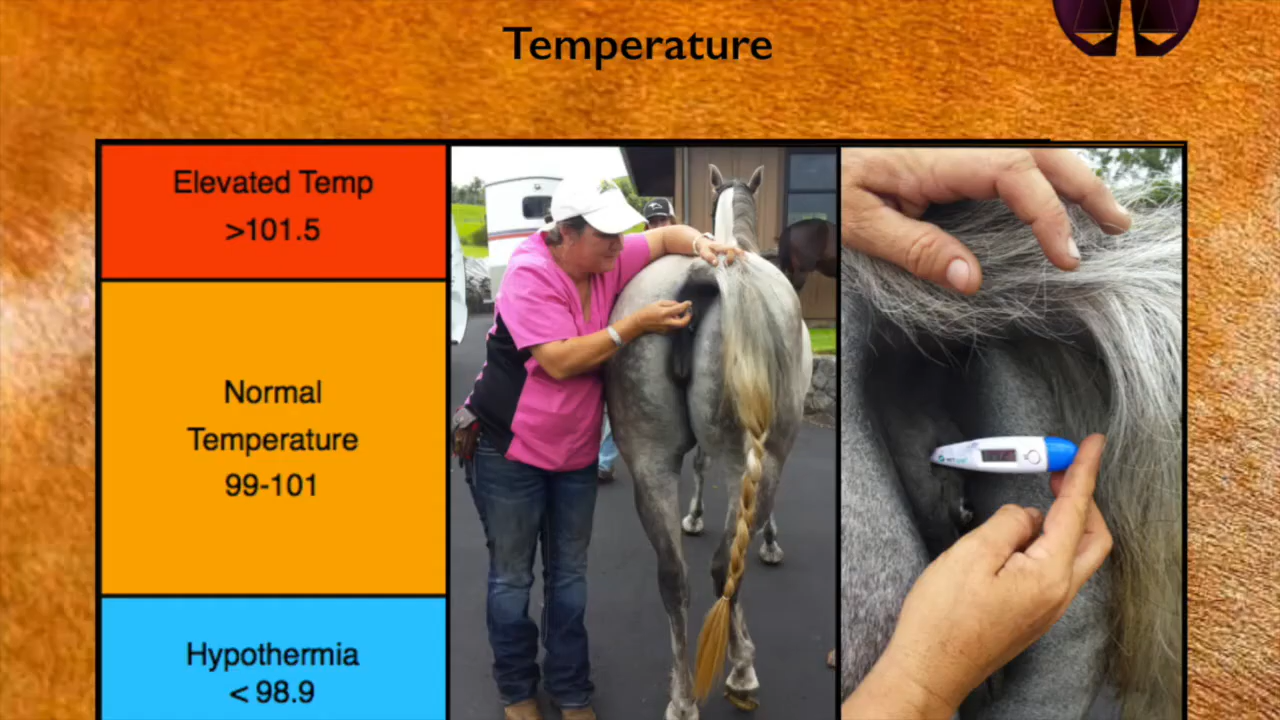 Temperature
Elevated Temp
>101.5
Normal
Temperature
99-101
Hypothermia
< 98.9